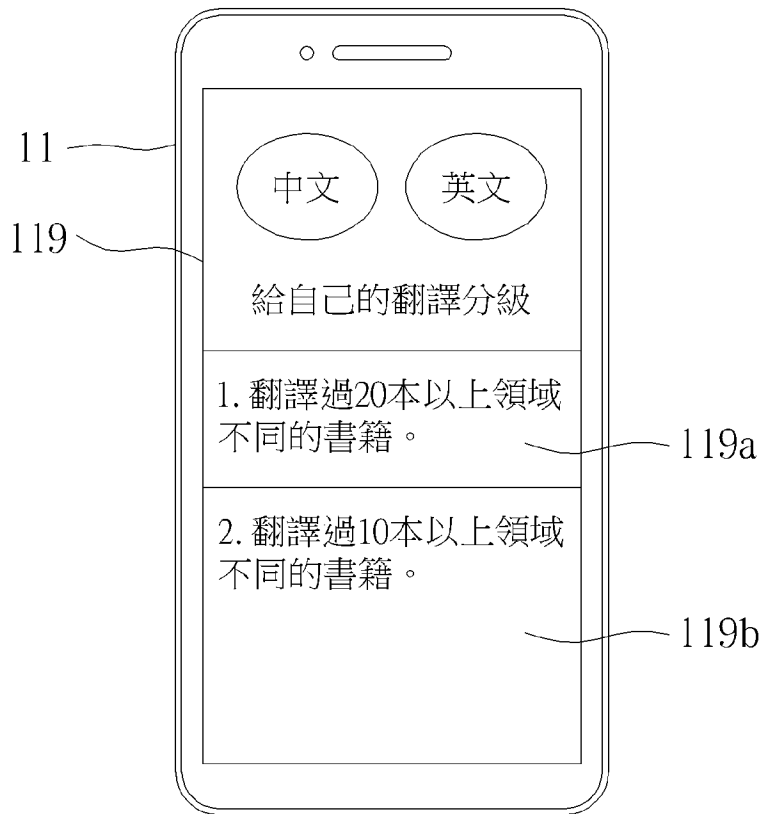 11
中文 英文
119
給自己的翻譯分級
1. 翻譯過20本以上領域
不同的書籍。
119a
2. 翻譯過10本以上領域
不同的書籍。
119b